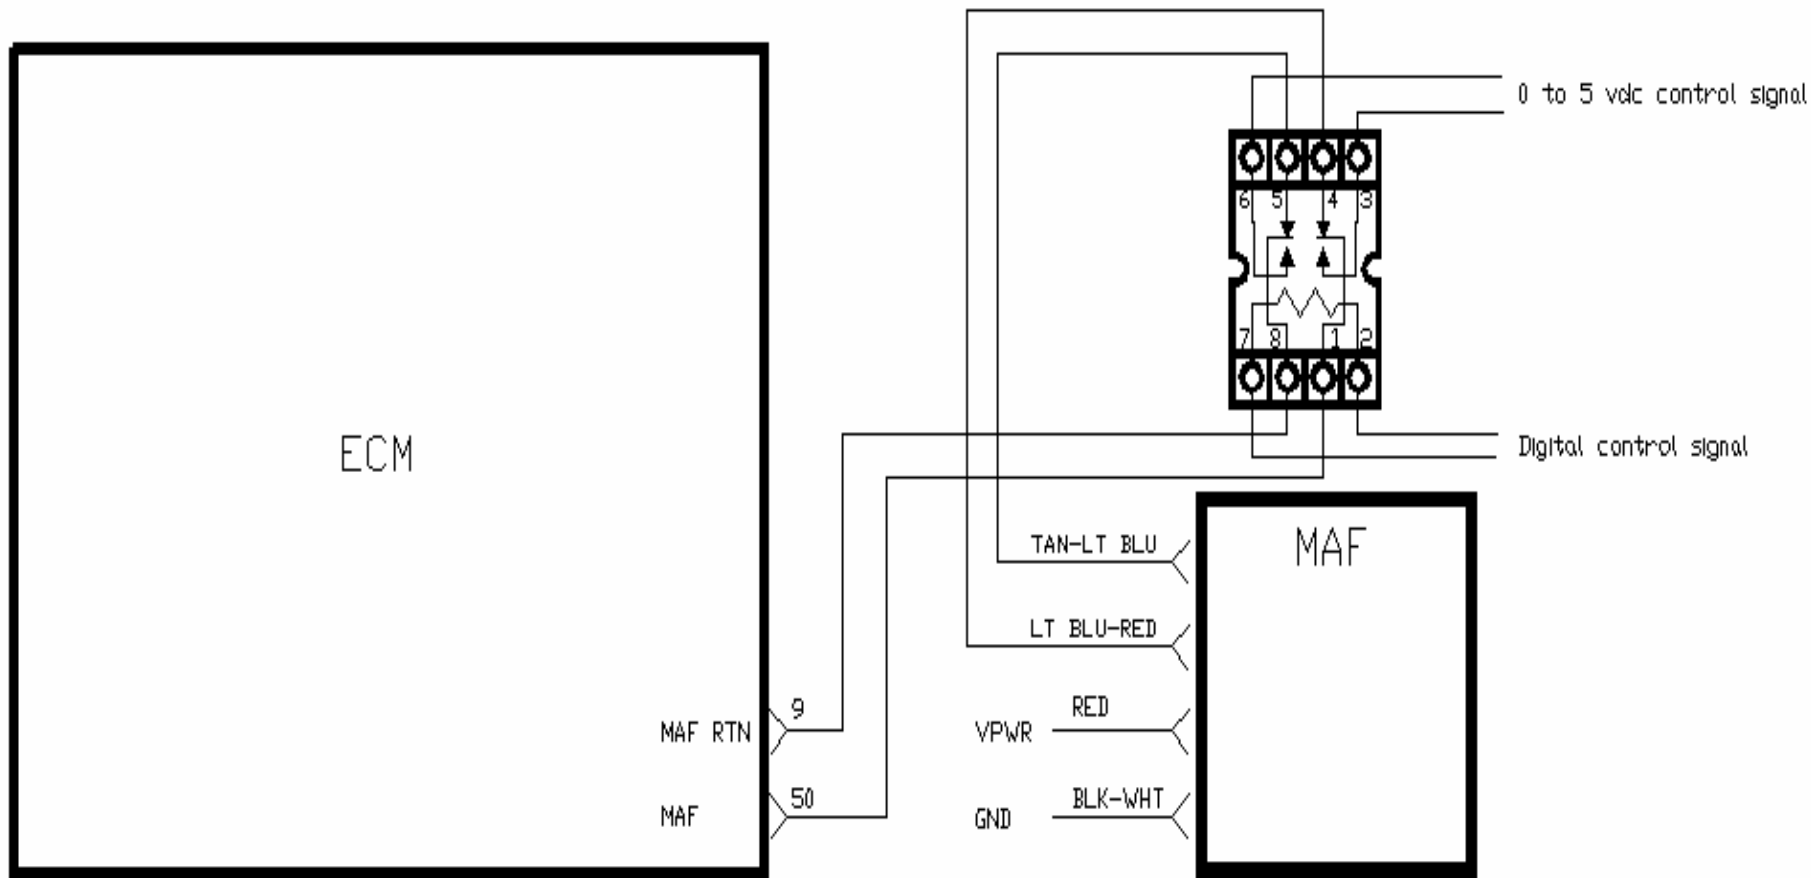 0 to 5 vdc control signal
6 5 4 3
7 8 1 2
ECM
Digital control signal
TAN-LT BLU
MAF
LT BLU-RED
9
RED
MAF RTN
VPWR
50
BLK-WHT
MAF
GND